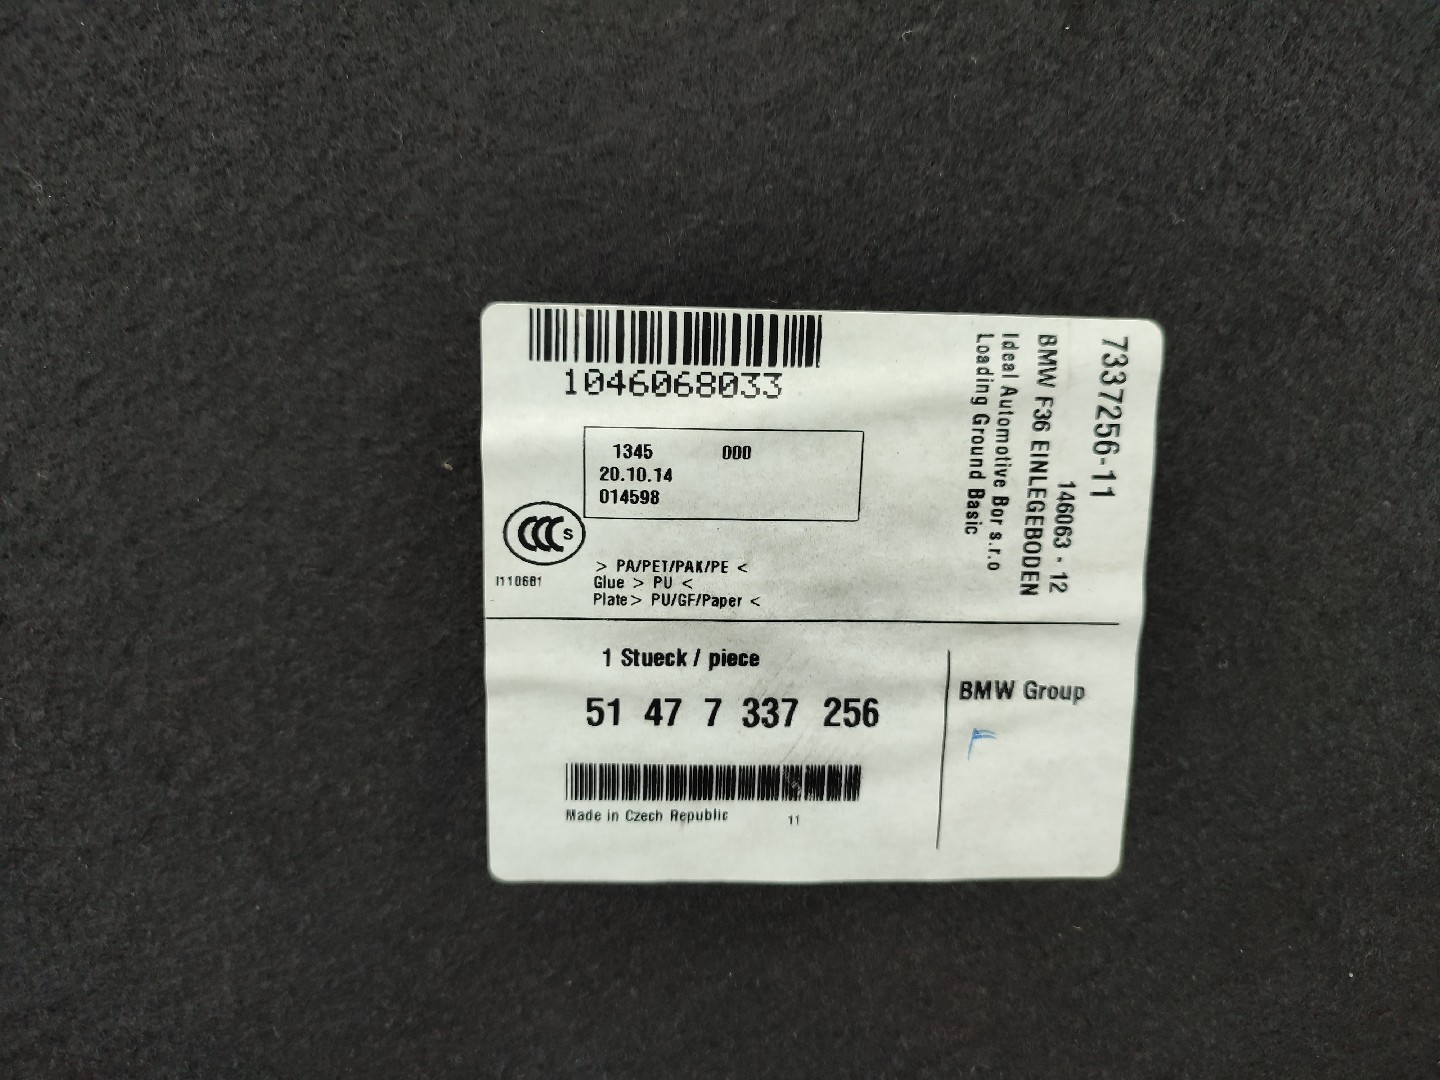 1046068033
1345 000
20.10.14
014598
CCC S
I110681
> PA/PET/PAK/PE <
Glue > PU <
Plate> PU/GF/Paper <
7337256-11
146063 - 12
BMW F36 EINLEGEBODEN
Ideal Automotive Bor s.r.o
Loading Ground Basic
1 Stueck / piece
51 47 7 337 256
BMW Group
Made in Czech Republic 11